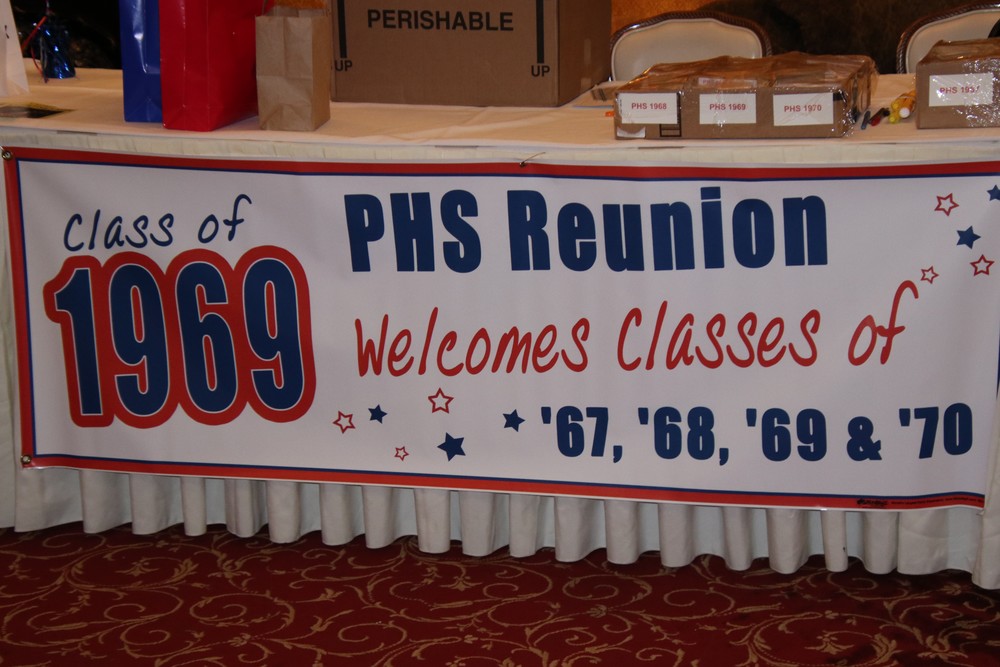 PERISHABLE
UP
UP
PHS 1968
PHS 1969
PHS 1970
PHS
Class of
1969
PHS Reunion
Welcomes Classes of
'67, '68, '69 & '70